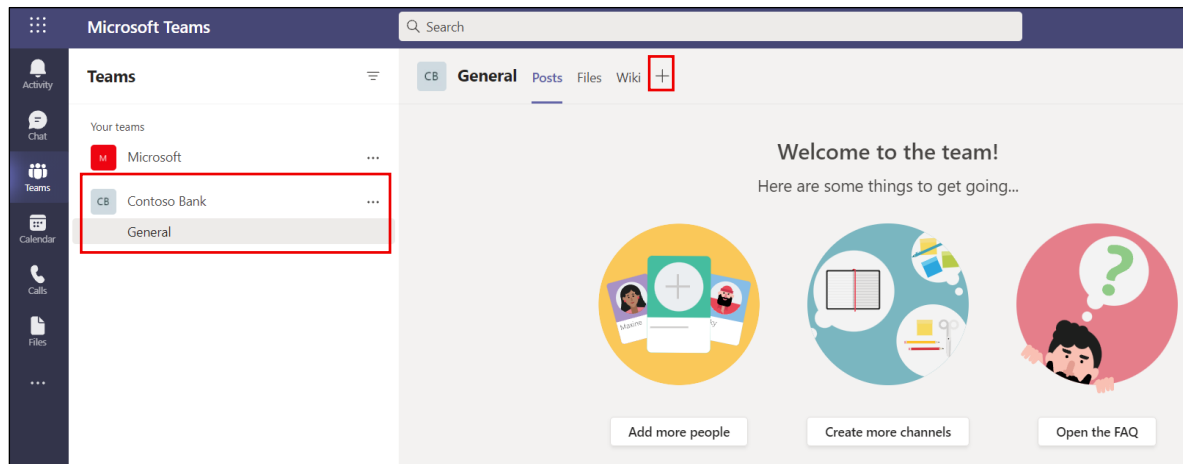 Microsoft Teams
Search
Activity
Chat
Teams
Calendar
Calls
Files
Teams
Your teams
M Microsoft
CB Contoso Bank
General
CB General Posts Files Wiki
Welcome to the team!
Here are some things to get going...
Maxine
Add more people
Create more channels
Open the FAQ